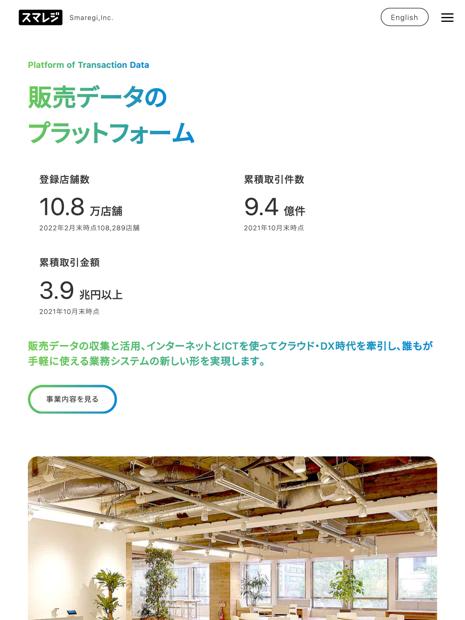 スマレジ Smaregi,Inc. English
Platform of Transaction Data
販売データの
プラットフォーム
登録店舗数
10.8 万店舗
2022年2月末時点108,289店舗
累積取引件数
9.4 億件
2021年10月末時点
累積取引金額
3.9 兆円以上
2021年10月末時点
販売データの収集と活用、インターネットとICTを使ってクラウド・DX時代を牽引し、誰もが
手軽に使える業務システムの新しい形を実現します。
事業内容を見る